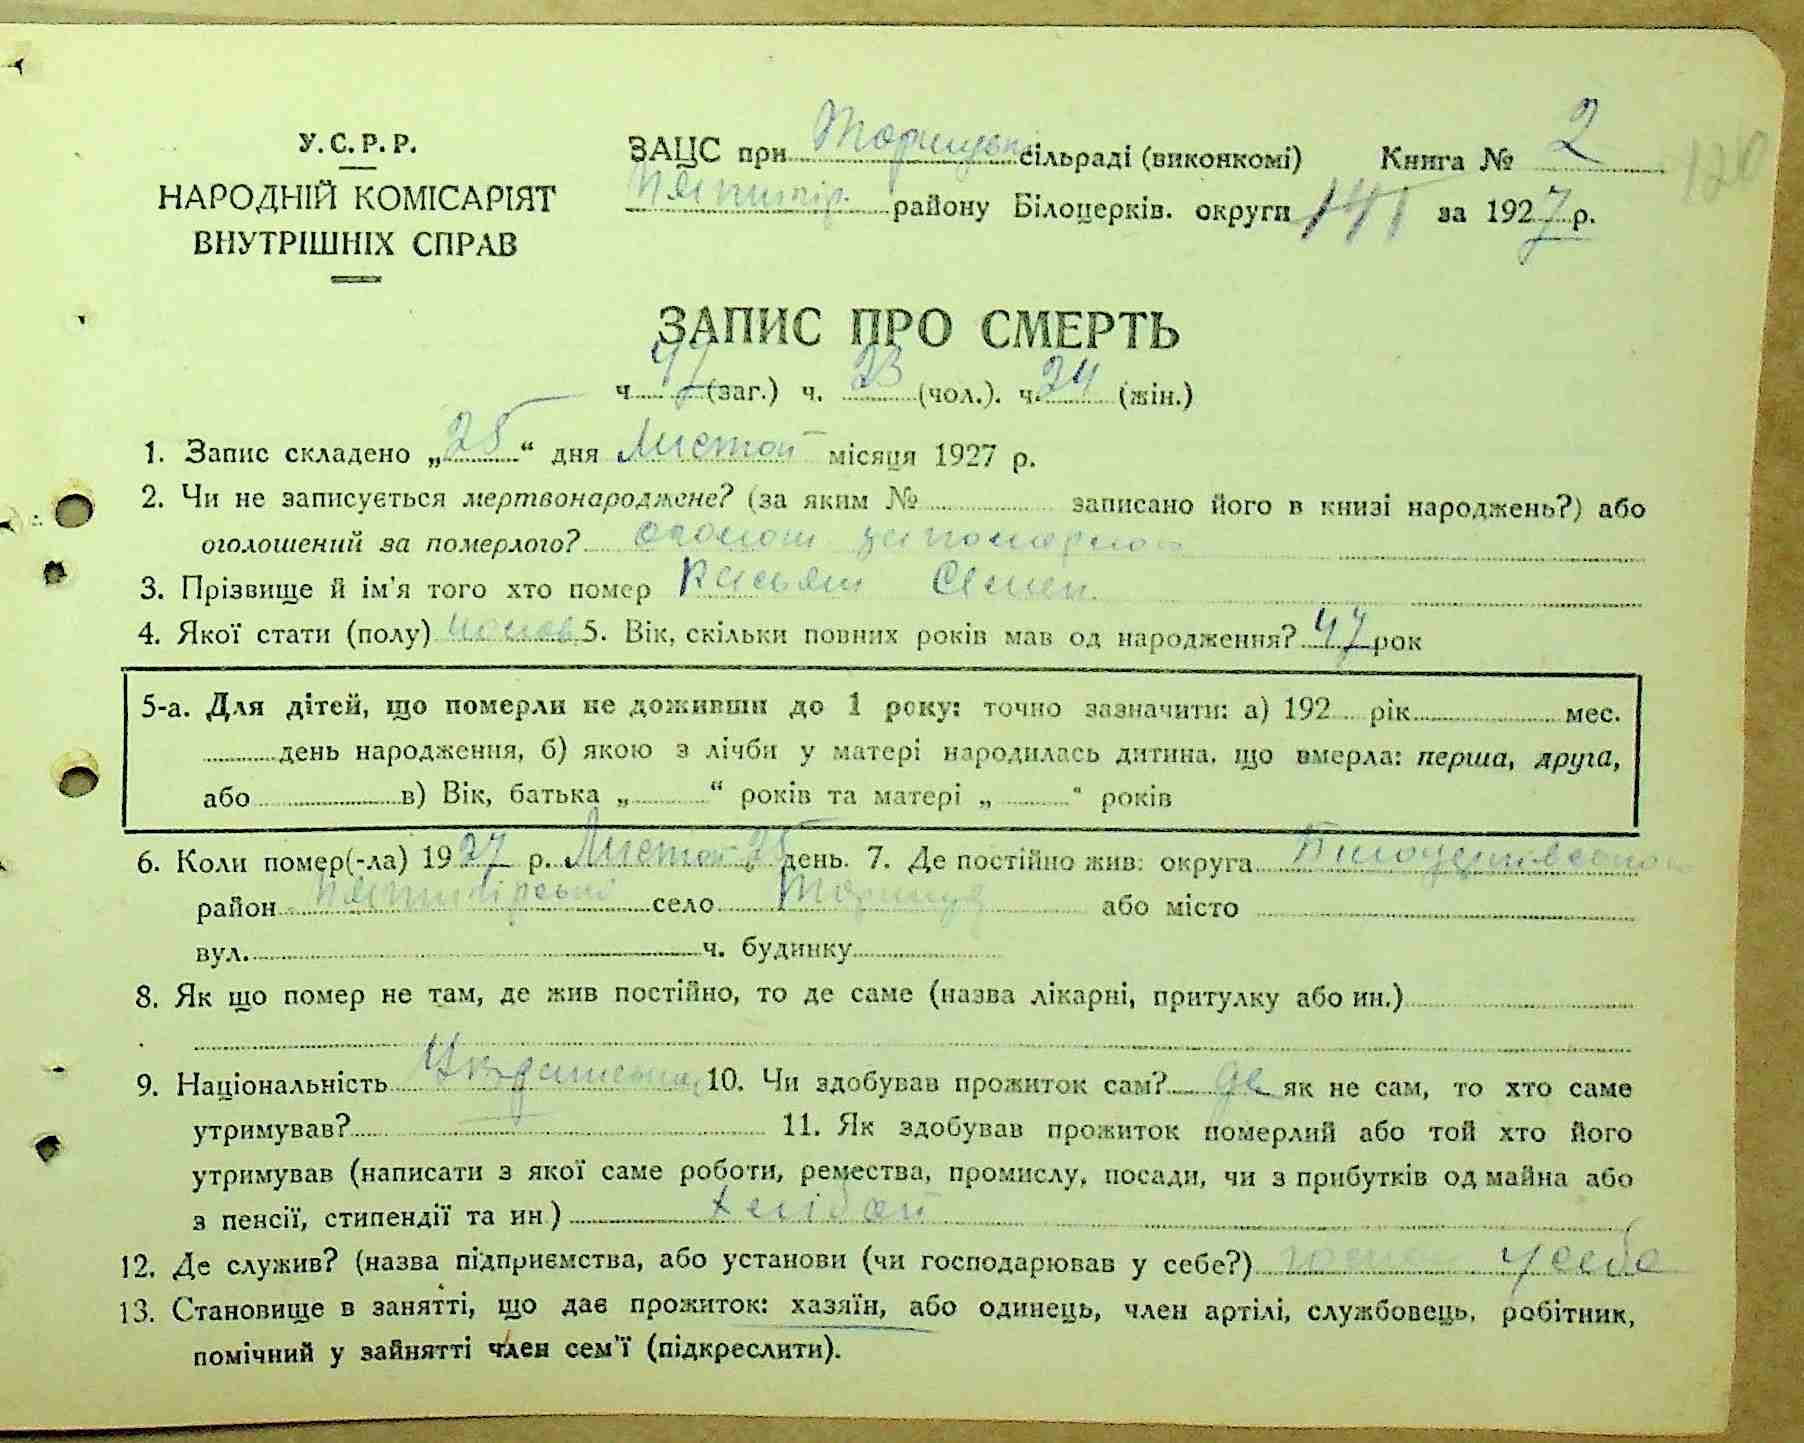 У.С.Р.Р.
НАРОДНІЙ КОМІСАРІЯТ
ВНУТРІШНІХ СПРАВ
ЗАЦС при сільраді (виконкомі) Книга № 2
району Білоцерків. округи за 1927 р.
ЗАПИС ПРО СМЕРТЬ
ч. 47 (заг.) ч. 23 (чол.). ч. 24 (жін.)
1. Запис складено „25“ дня Листоп місяця 1927 р.
2. Чи не записується мертвонароджене? (за яким № записано його в книзі народжень?) або
оголошений за померлого?
3. Прізвище й ім'я того хто помер Касьян Семен
4. Якої стати (полу) 5. Вік, скільки повних років мав од народження? 47 рок
5-а. Для дітей, що померли не доживши до 1 року: точно зазначити: а) 192 рік мес.
день народження, б) якою з лічби у матері народилась дитина, що вмерла: перша, друга,
або в) Вік, батька „ “ років та матері „ “ років
6. Коли помер(-ла) 1927 р. Листоп 25 день. 7. Де постійно жив: округа
район село Торчиця або місто
вул. ч. будинку
8. Як що помер не там, де жив постійно, то де саме (назва лікарні, притулку або ин.)
9. Національність 10. Чи здобував прожиток сам? як не сам, то хто саме
утримував? 11. Як здобував прожиток померлий або той хто його
утримував (написати з якої саме роботи, ремества, промислу, посади, чи з прибутків од майна або
з пенсії, стипендії та ин.)
12. Де служив? (назва підприємства, або установи (чи господарював у себе?) у себе
13. Становище в занятті, що дає прожиток: хазяїн, або одинець, член артілі, службовець, робітник,
помічний у зайнятті член сем'ї (підкреслити).